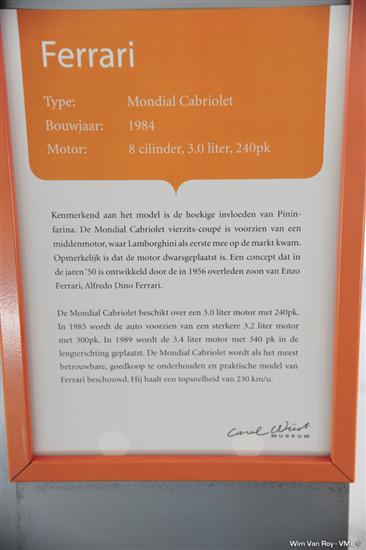 Ferrari
Type: Mondial Cabriolet
Bouwjaar: 1984
Motor: 8 cilinder, 3.0 liter, 240pk
Kenmerkend aan het model is de hoekige invloeden van Pinin-
farina. De Mondial Cabriolet vierzits-coupé is voorzien van een
middenmotor, waar Lamborghini als eerste mee op de markt kwam.
Opmerkelijk is dat de motor dwarsgeplaatst is. Een concept dat in
de jaren '50 is ontwikkeld door de in 1956 overleden zoon van Enzo
Ferrari, Alfredo Dino Ferrari.
De Mondial Cabriolet beschikt over een 3.0 liter motor met 240pk.
In 1985 wordt de auto voorzien van een sterkere 3.2 liter motor
met 300pk. In 1989 wordt de 3.4 liter motor met 340 pk in de
lengterichting geplaatst. De Mondial Cabriolet wordt als het meest
betrouwbare, goedkoop te onderhouden en praktische model van
Ferrari beschouwd. Hij haalt een topsnelheid van 230 km/u.
Carel Wüst
MUSEUM
Wim Van Roy - VML ©